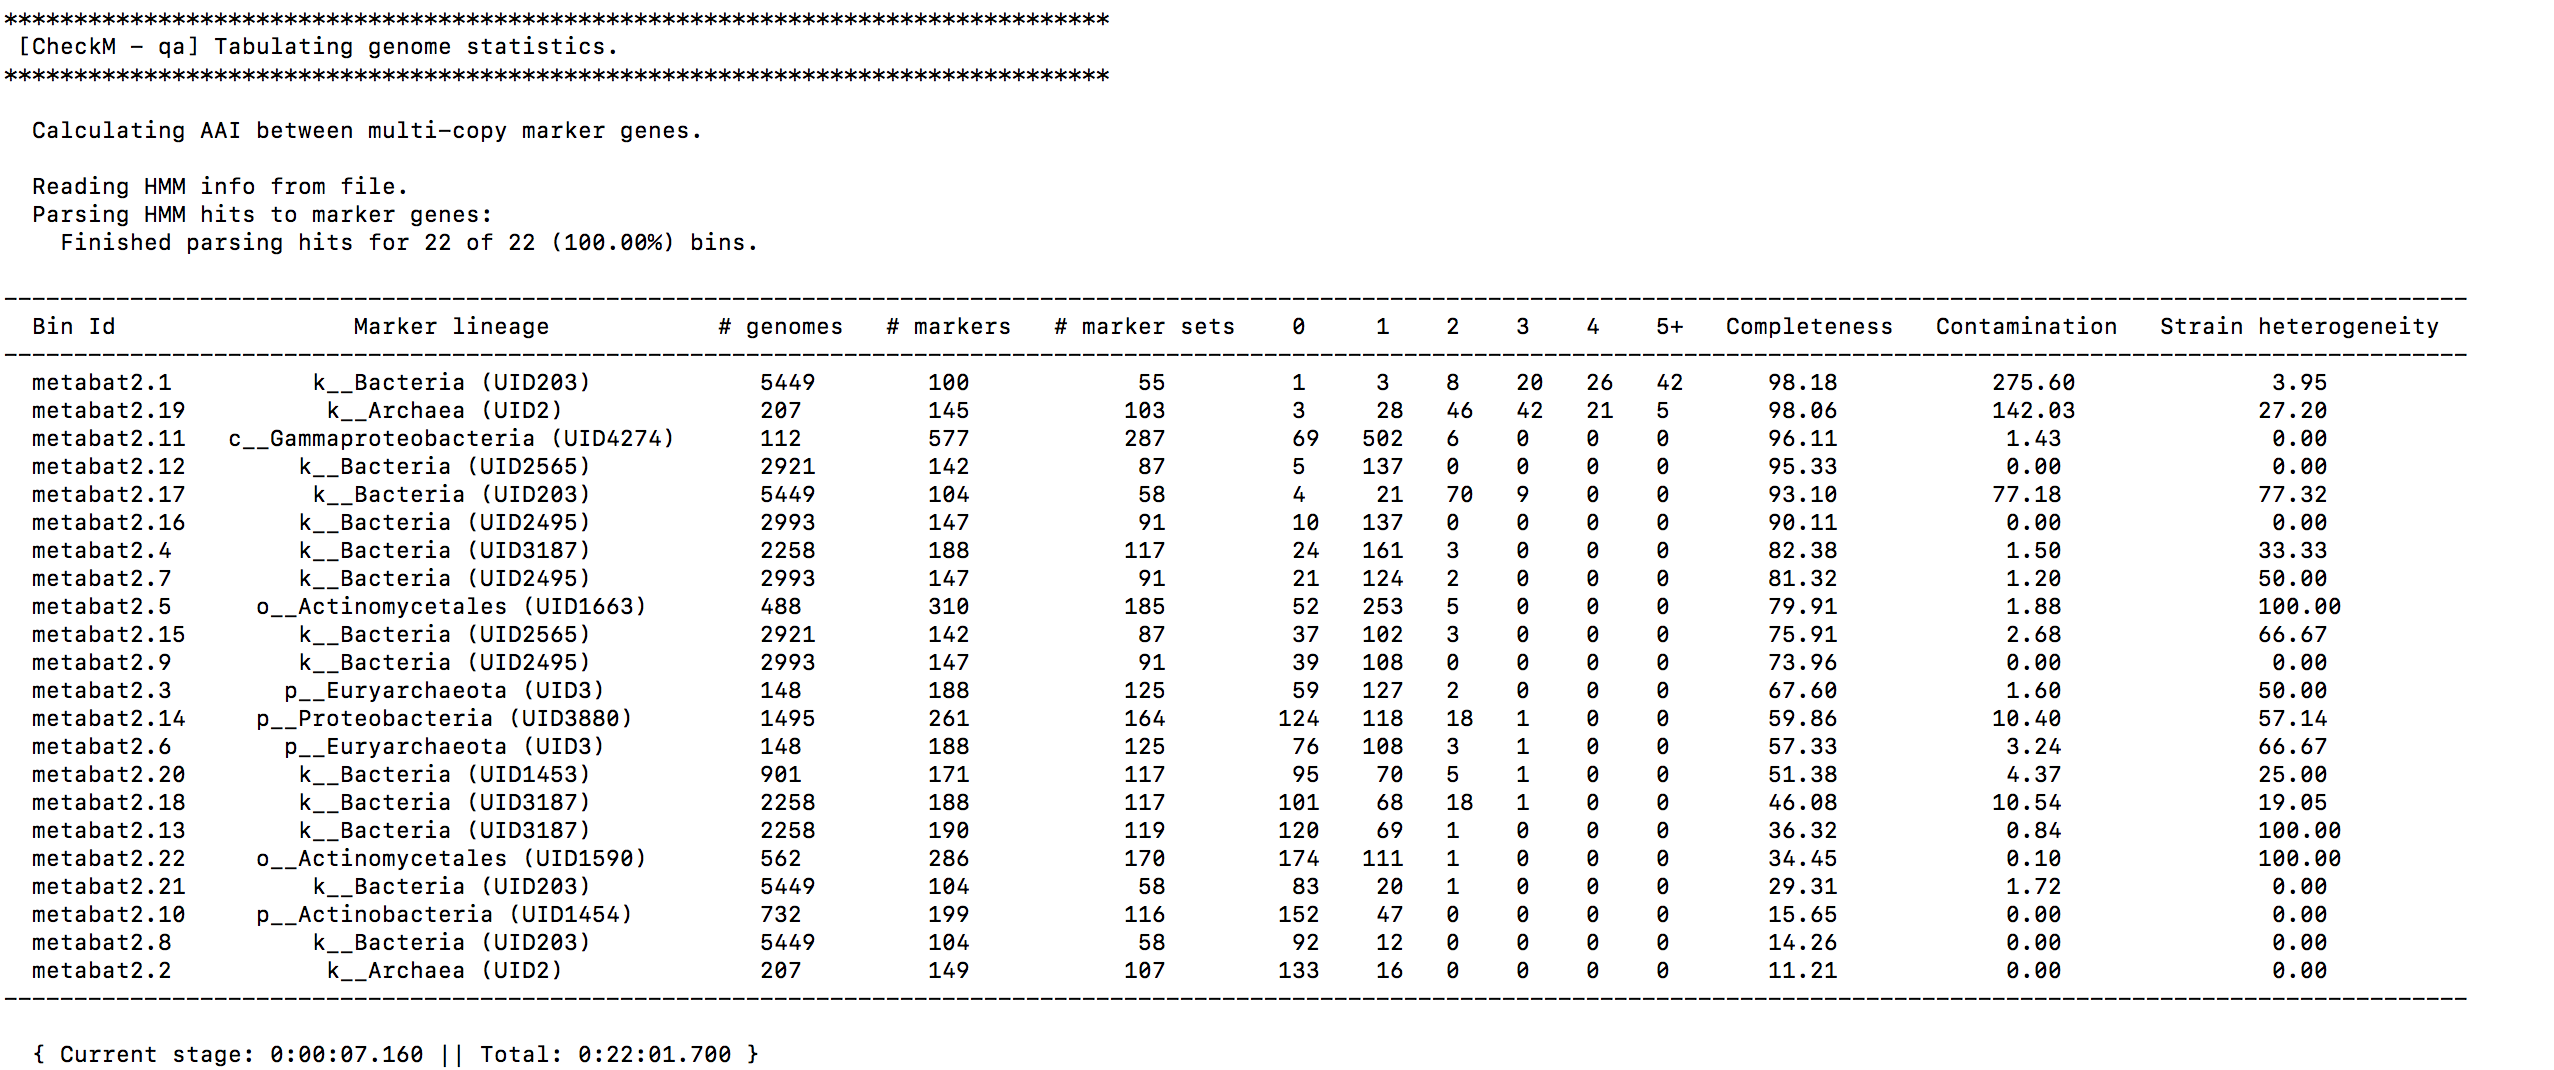 *******************************************************************************
[CheckM - qa] Tabulating genome statistics.
*******************************************************************************
Calculating AAI between multi-copy marker genes.
Reading HMM info from file.
Parsing HMM hits to marker genes:
Finished parsing hits for 22 of 22 (100.00%) bins.
Bin Id Marker lineage # genomes # markers # marker sets 0 1 2 3 4 5+ Completeness Contamination Strain heterogeneity
metabat2.1 k__Bacteria (UID203) 5449 100 55 1 3 8 20 26 42 98.18 275.60 3.95
metabat2.19 k__Archaea (UID2) 207 145 103 3 28 46 42 21 5 98.06 142.03 27.20
metabat2.11 c__Gammaproteobacteria (UID4274) 112 577 287 69 502 6 0 0 0 96.11 1.43 0.00
metabat2.12 k__Bacteria (UID2565) 2921 142 87 5 137 0 0 0 0 95.33 0.00 0.00
metabat2.17 k__Bacteria (UID203) 5449 104 58 4 21 70 9 0 0 93.10 77.18 77.32
metabat2.16 k__Bacteria (UID2495) 2993 147 91 10 137 0 0 0 0 90.11 0.00 0.00
metabat2.4 k__Bacteria (UID3187) 2258 188 117 24 161 3 0 0 0 82.38 1.50 33.33
metabat2.7 k__Bacteria (UID2495) 2993 147 91 21 124 2 0 0 0 81.32 1.20 50.00
metabat2.5 o__Actinomycetales (UID1663) 488 310 185 52 253 5 0 0 0 79.91 1.88 100.00
metabat2.15 k__Bacteria (UID2565) 2921 142 87 37 102 3 0 0 0 75.91 2.68 66.67
metabat2.9 k__Bacteria (UID2495) 2993 147 91 39 108 0 0 0 0 73.96 0.00 0.00
metabat2.3 p__Euryarchaeota (UID3) 148 188 125 59 127 2 0 0 0 67.60 1.60 50.00
metabat2.14 p__Proteobacteria (UID3880) 1495 261 164 124 118 18 1 0 0 59.86 10.40 57.14
metabat2.6 p__Euryarchaeota (UID3) 148 188 125 76 108 3 1 0 0 57.33 3.24 66.67
metabat2.20 k__Bacteria (UID1453) 901 171 117 95 70 5 1 0 0 51.38 4.37 25.00
metabat2.18 k__Bacteria (UID3187) 2258 188 117 101 68 18 1 0 0 46.08 10.54 19.05
metabat2.13 k__Bacteria (UID3187) 2258 190 119 120 69 1 0 0 0 36.32 0.84 100.00
metabat2.22 o__Actinomycetales (UID1590) 562 286 170 174 111 1 0 0 0 34.45 0.10 100.00
metabat2.21 k__Bacteria (UID203) 5449 104 58 83 20 1 0 0 0 29.31 1.72 0.00
metabat2.10 p__Actinobacteria (UID1454) 732 199 116 152 47 0 0 0 0 15.65 0.00 0.00
metabat2.8 k__Bacteria (UID203) 5449 104 58 92 12 0 0 0 0 14.26 0.00 0.00
metabat2.2 k__Archaea (UID2) 207 149 107 133 16 0 0 0 0 11.21 0.00 0.00
{ Current stage: 0:00:07.160 || Total: 0:22:01.700 }